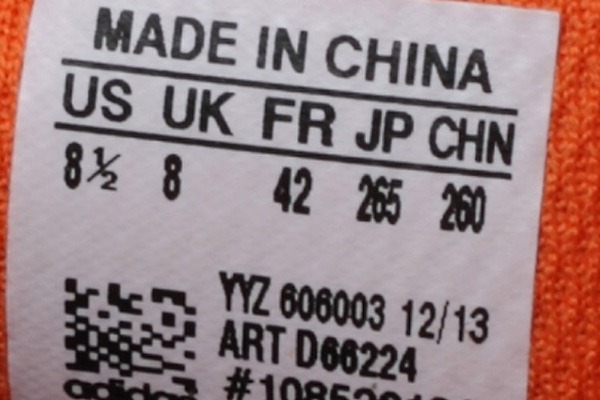 MADE IN CHINA
US UK FR JP CHN
8½ 8 42 265 260
YYZ 606003 12/13
ART D66224
adidas